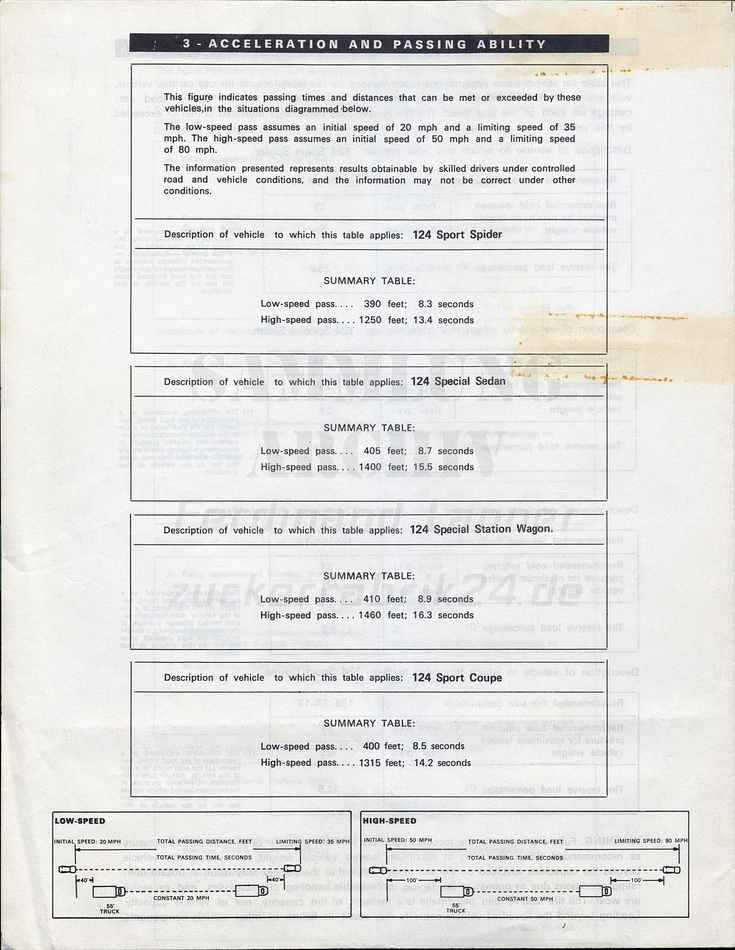 3 - ACCELERATION AND PASSING ABILITY
This figure indicates passing times and distances that can be met or exceeded by these
vehicles,in the situations diagrammed below.
The low-speed pass assumes an initial speed of 20 mph and a limiting speed of 35
mph. The high-speed pass assumes an initial speed of 50 mph and a limiting speed
of 80 mph.
The information presented represents results obtainable by skilled drivers under controlled
road and vehicle conditions, and the information may not be correct under other
conditions.
Description of vehicle to which this table applies: 124 Sport Spider
SUMMARY TABLE:
Low-speed pass.... 390 feet; 8.3 seconds
High-speed pass.... 1250 feet; 13.4 seconds
Description of vehicle to which this table applies: 124 Special Sedan
SUMMARY TABLE:
Low-speed pass.... 405 feet; 8.7 seconds
High-speed pass.... 1400 feet; 15.5 seconds
Description of vehicle to which this table applies: 124 Special Station Wagon.
SUMMARY TABLE:
Low-speed pass.... 410 feet; 8.9 seconds
High-speed pass.... 1460 feet; 16.3 seconds
Description of vehicle to which this table applies: 124 Sport Coupe
SUMMARY TABLE:
Low-speed pass.... 400 feet; 8.5 seconds
High-speed pass.... 1315 feet; 14.2 seconds
SAMMLUNG
ARCHIV
Ferdinand Lanner
zuckerfabrik24.de
LOW-SPEED
INITIAL SPEED: 20 MPH TOTAL PASSING DISTANCE, FEET LIMITING SPEED: 35 MPH
TOTAL PASSING TIME, SECONDS
40' 40'
CONSTANT 20 MPH
55'
TRUCK
HIGH-SPEED
INITIAL SPEED: 50 MPH TOTAL PASSING DISTANCE, FEET LIMITING SPEED: 80 MPH
TOTAL PASSING TIME, SECONDS
100' 100'
CONSTANT 50 MPH
55'
TRUCK